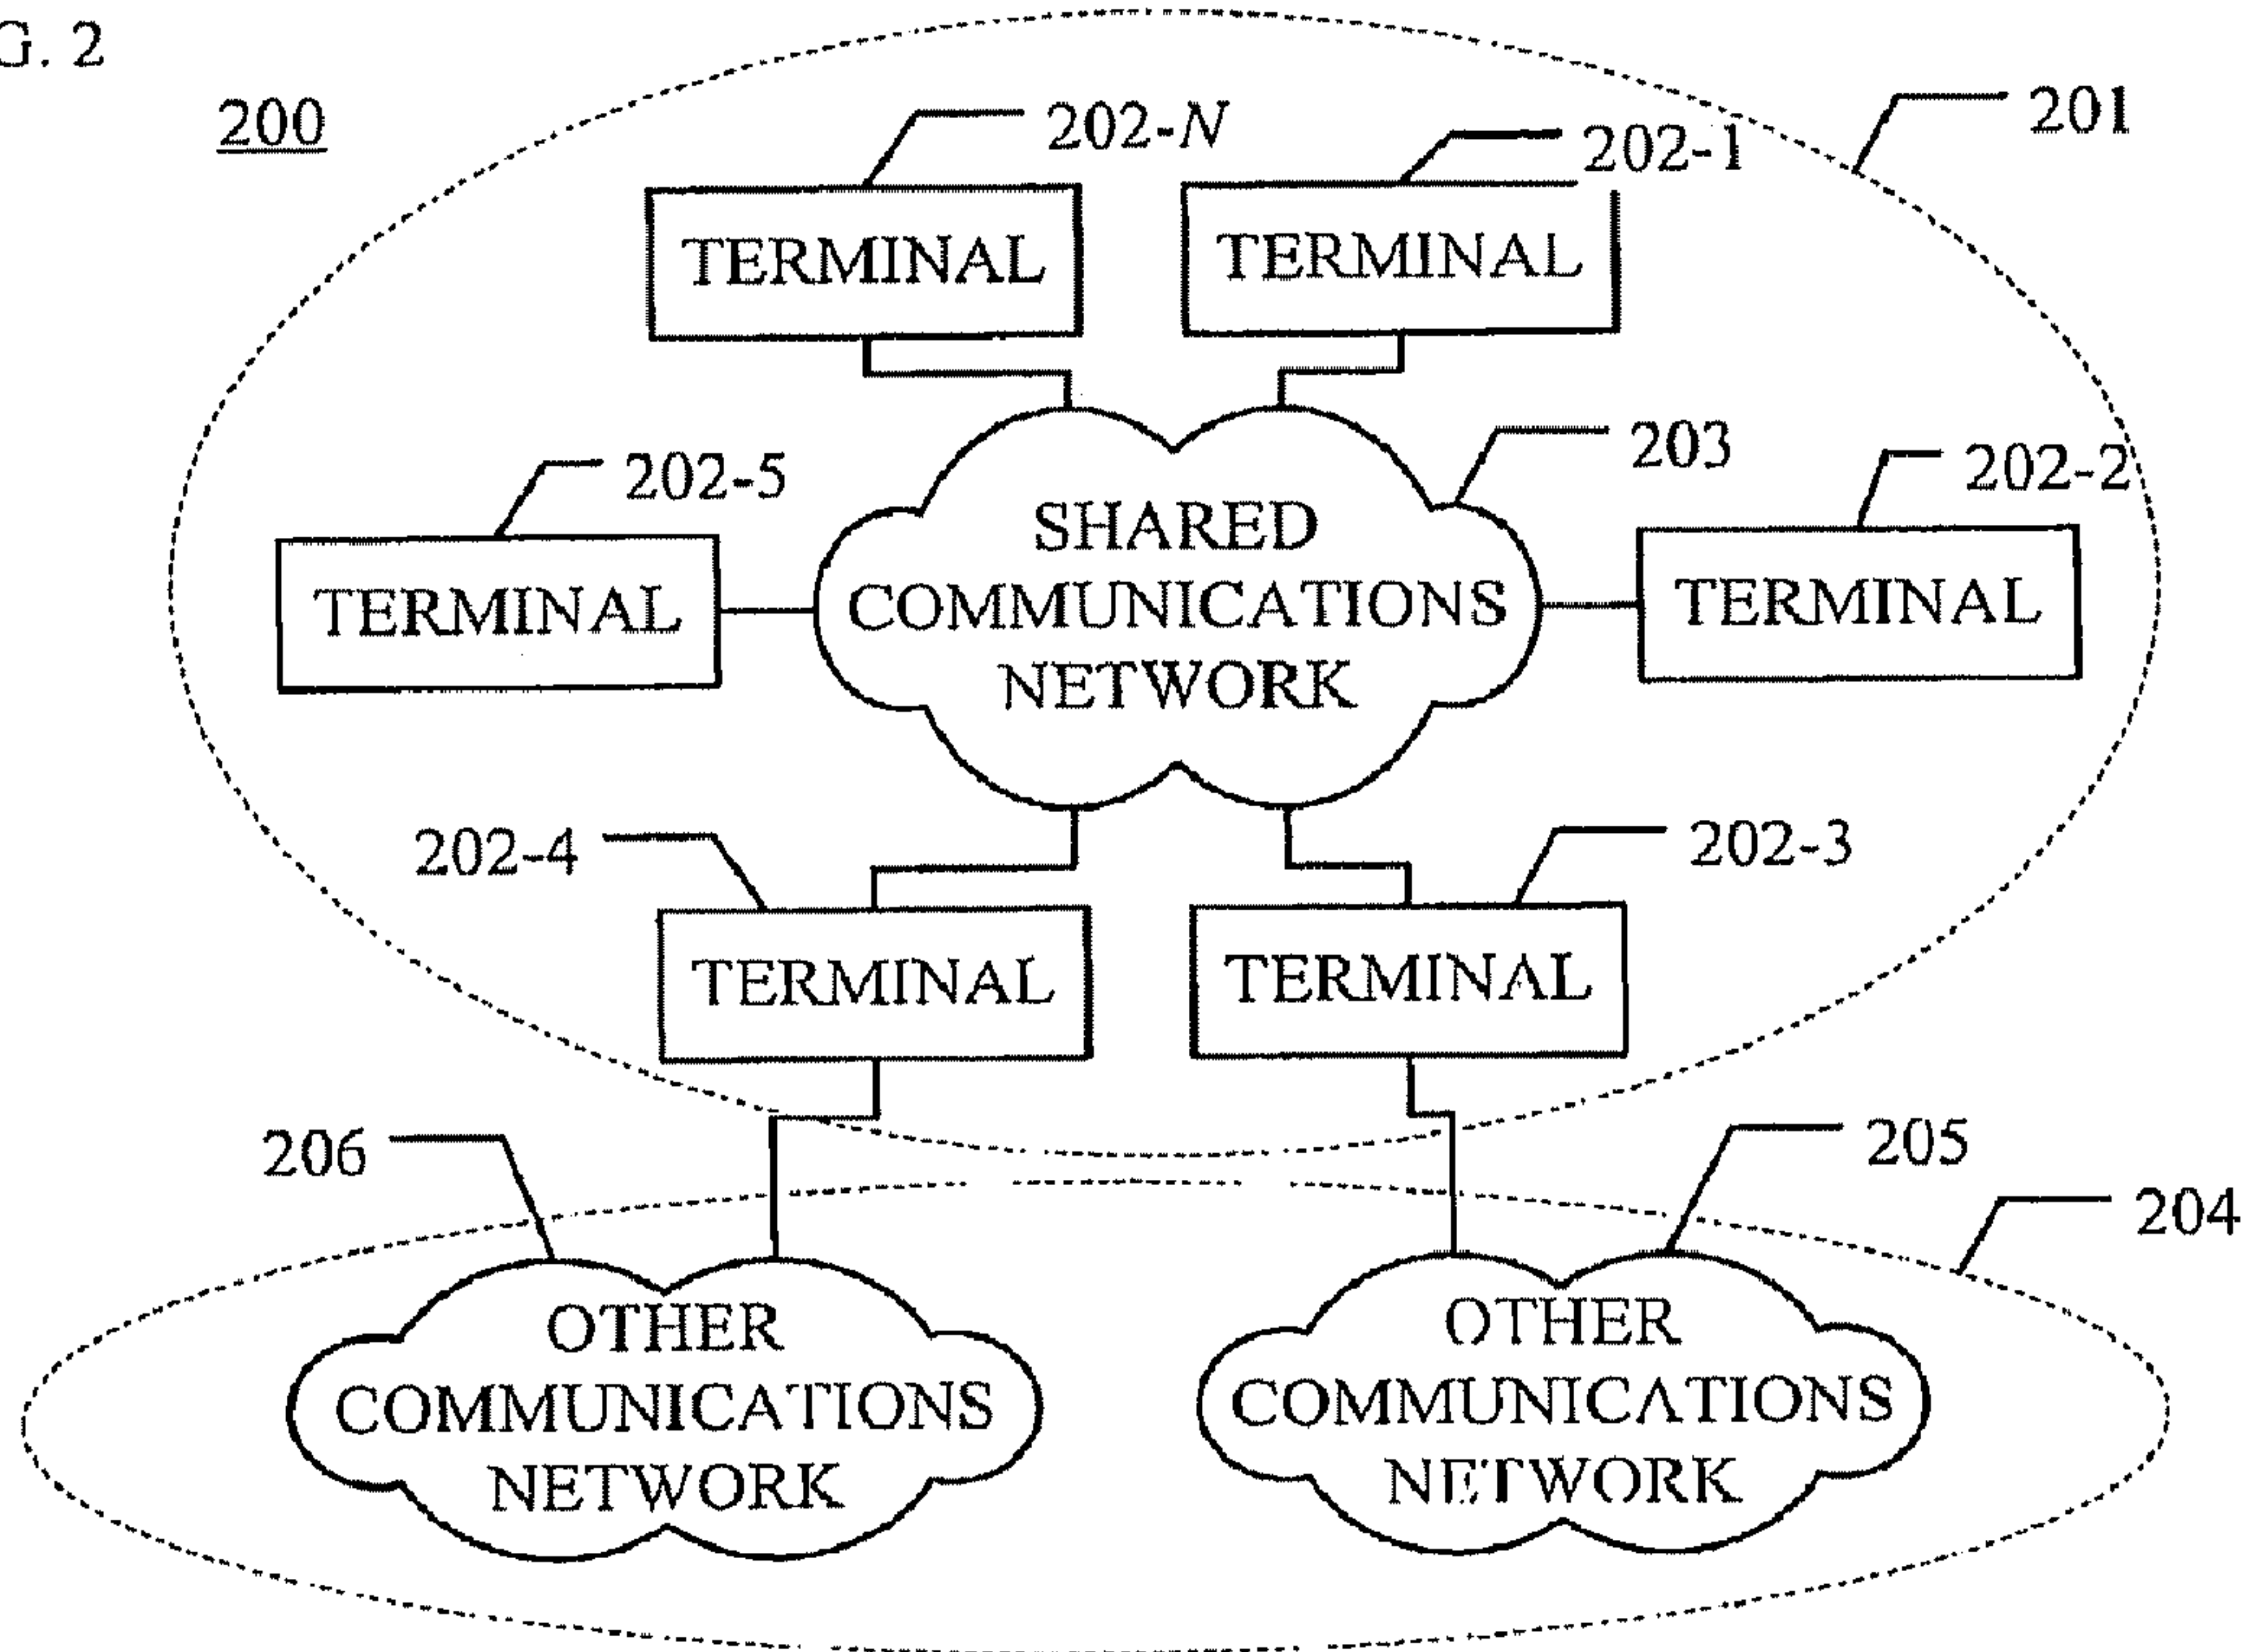 G. 2
200
201
202-N
202-1
TERMINAL
TERMINAL
203
202-5
202-2
SHARED
COMMUNICATIONS
NETWORK
TERMINAL
TERMINAL
202-4
202-3
TERMINAL
TERMINAL
206
205
204
OTHER
COMMUNICATIONS
NETWORK
OTHER
COMMUNICATIONS
NETWORK